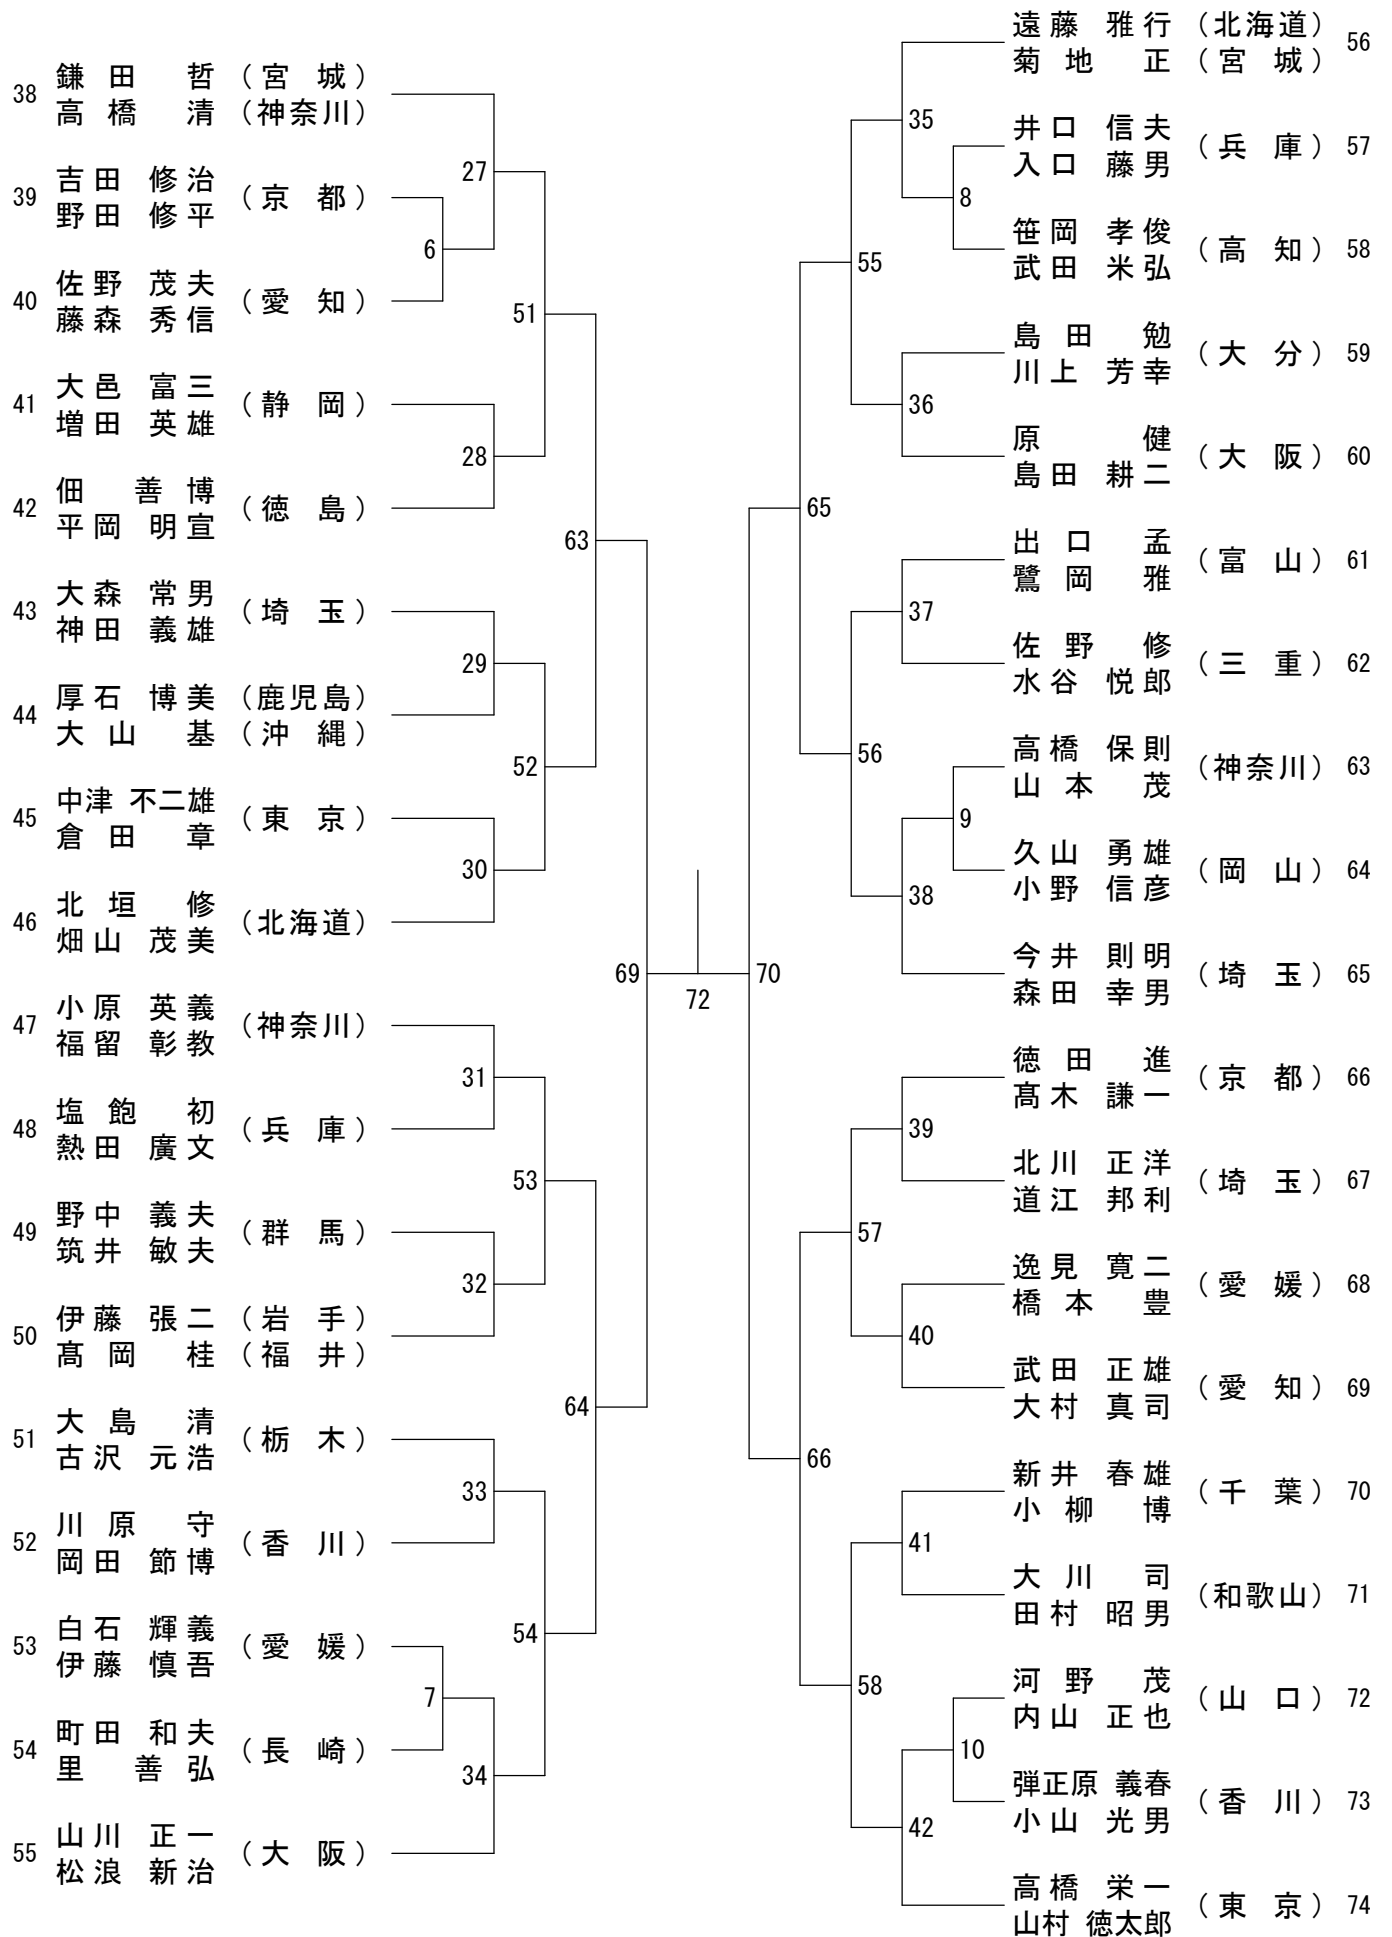 38 鎌田 哲 (宮城)
高橋 清 (神奈川)
39 吉田 修治 (京都)
野田 修平
40 佐野 茂夫 (愛知)
藤森 秀信
41 大邑 富三 (静岡)
増田 英雄
42 佃 善博 (徳島)
平岡 明宣
43 大森 常男 (埼玉)
神田 義雄
44 厚石 博美 (鹿児島)
大山 基 (沖縄)
45 中津 不二雄 (東京)
倉田 章
46 北垣 修 (北海道)
畑山 茂美
47 小原 英義 (神奈川)
福留 彰教
48 塩飽 初 (兵庫)
熱田 廣文
49 野中 義夫 (群馬)
筑井 敏夫
50 伊藤 張二 (岩手)
髙岡 桂 (福井)
51 大島 清 (栃木)
古沢 元浩
52 川原 守 (香川)
岡田 節博
53 白石 輝義 (愛媛)
伊藤 慎吾
54 町田 和夫 (長崎)
里 善弘
55 山川 正一 (大阪)
松浪 新治
27
6
51
28
63
29
52
30
69
31
53
32
64
33
54
7
34
72
70
35
8
55
36
65
37
56
9
38
39
57
40
66
41
58
10
42
遠藤 雅行 (北海道) 56
菊地 正 (宮城)
井口 信夫 (兵庫) 57
入口 藤男
笹岡 孝俊 (高知) 58
武田 米弘
島田 勉 (大分) 59
川上 芳幸
原 健 (大阪) 60
島田 耕二
出口 孟 (富山) 61
鷺岡 雅
佐野 修 (三重) 62
水谷 悦郎
高橋 保則 (神奈川) 63
山本 茂
久山 勇雄 (岡山) 64
小野 信彦
今井 則明 (埼玉) 65
森田 幸男
徳田 進 (京都) 66
髙木 謙一
北川 正洋 (埼玉) 67
道江 邦利
逸見 寛二 (愛媛) 68
橋本 豊
武田 正雄 (愛知) 69
大村 真司
新井 春雄 (千葉) 70
小柳 博
大川 司 (和歌山) 71
田村 昭男
河野 茂 (山口) 72
内山 正也
弾正原 義春 (香川) 73
小山 光男
高橋 栄一 (東京) 74
山村 徳太郎